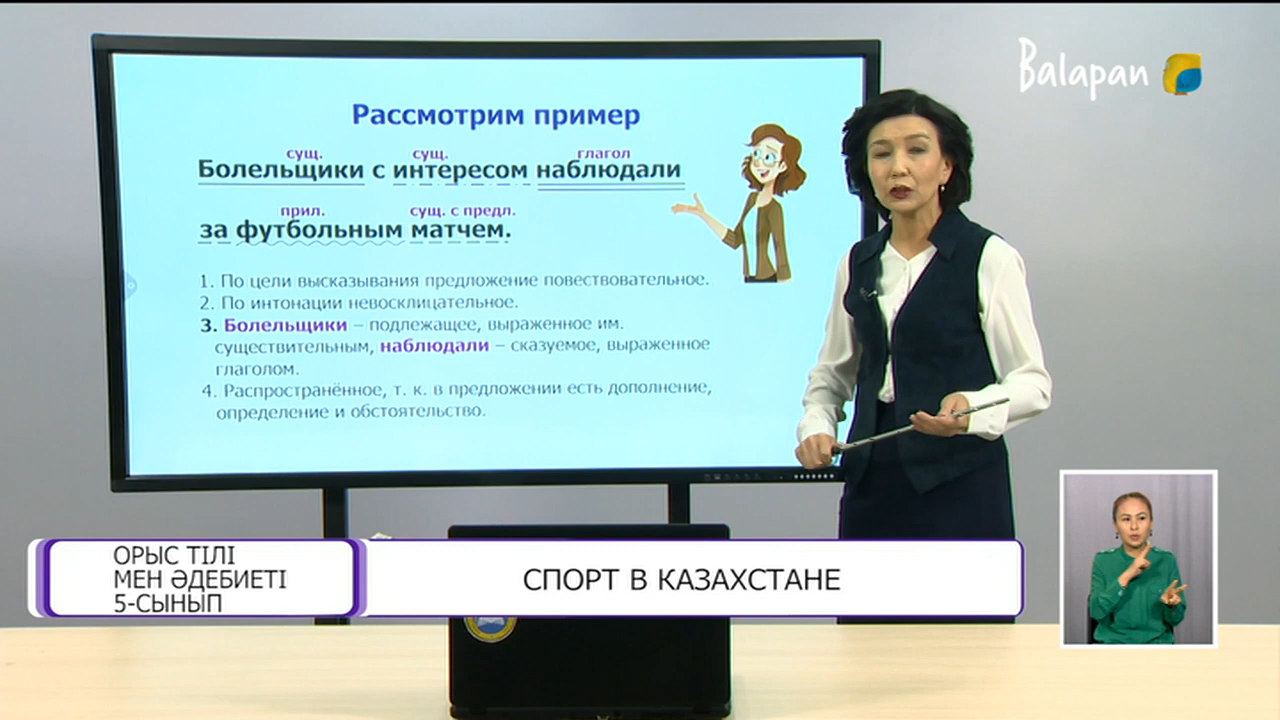 Balapan
Рассмотрим пример
сущ. сущ. глагол
Болельщики с интересом наблюдали
прил. сущ. с предл.
за футбольным матчем.
1. По цели высказывания предложение повествовательное.
2. По интонации невосклицательное.
3. Болельщики – подлежащее, выраженное им.
существительным, наблюдали – сказуемое, выраженное
глаголом.
4. Распространённое, т. к. в предложении есть дополнение,
определение и обстоятельство.
ОРЫС ТІЛІ
МЕН ӘДЕБИЕТІ
5-СЫНЫП
СПОРТ В КАЗАХСТАНЕ